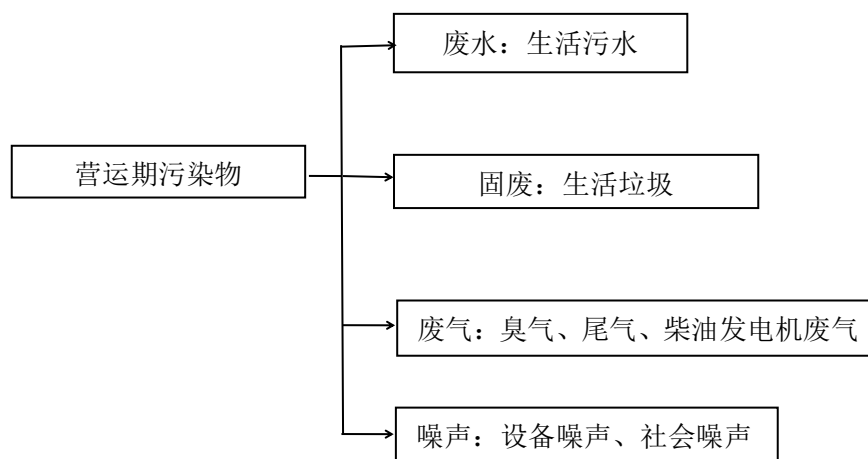 废水：生活污水
营运期污染物
固废：生活垃圾
废气：臭气、尾气、柴油发电机废气
噪声：设备噪声、社会噪声